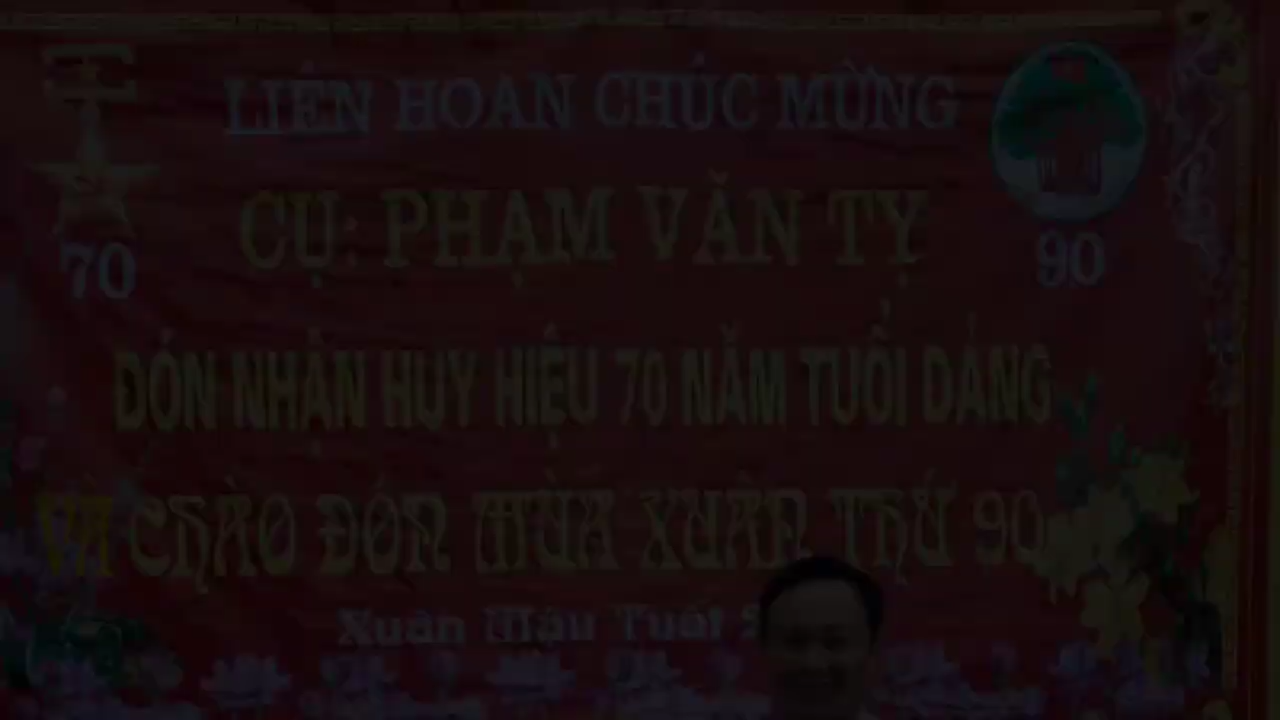 LIÊN HOAN CHÚC MỪNG
CỤ: PHẠM VĂN TỴ
70
90
ĐÓN NHẬN HUY HIỆU 70 NĂM TUỔI ĐẢNG
VÀ CHÀO ĐÓN MÙA XUÂN THỨ 90
Xuân Mậu Tuất